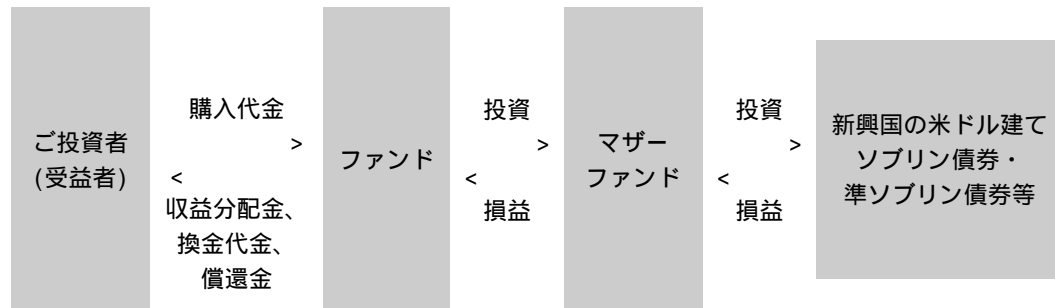 ご投資者
(受益者)
購入代金
>
<
収益分配金、
換金代金、
償還金
ファンド
投資
>
<
損益
マザー
ファンド
投資
>
<
損益
新興国の米ドル建て
ソブリン債券・
準ソブリン債券等